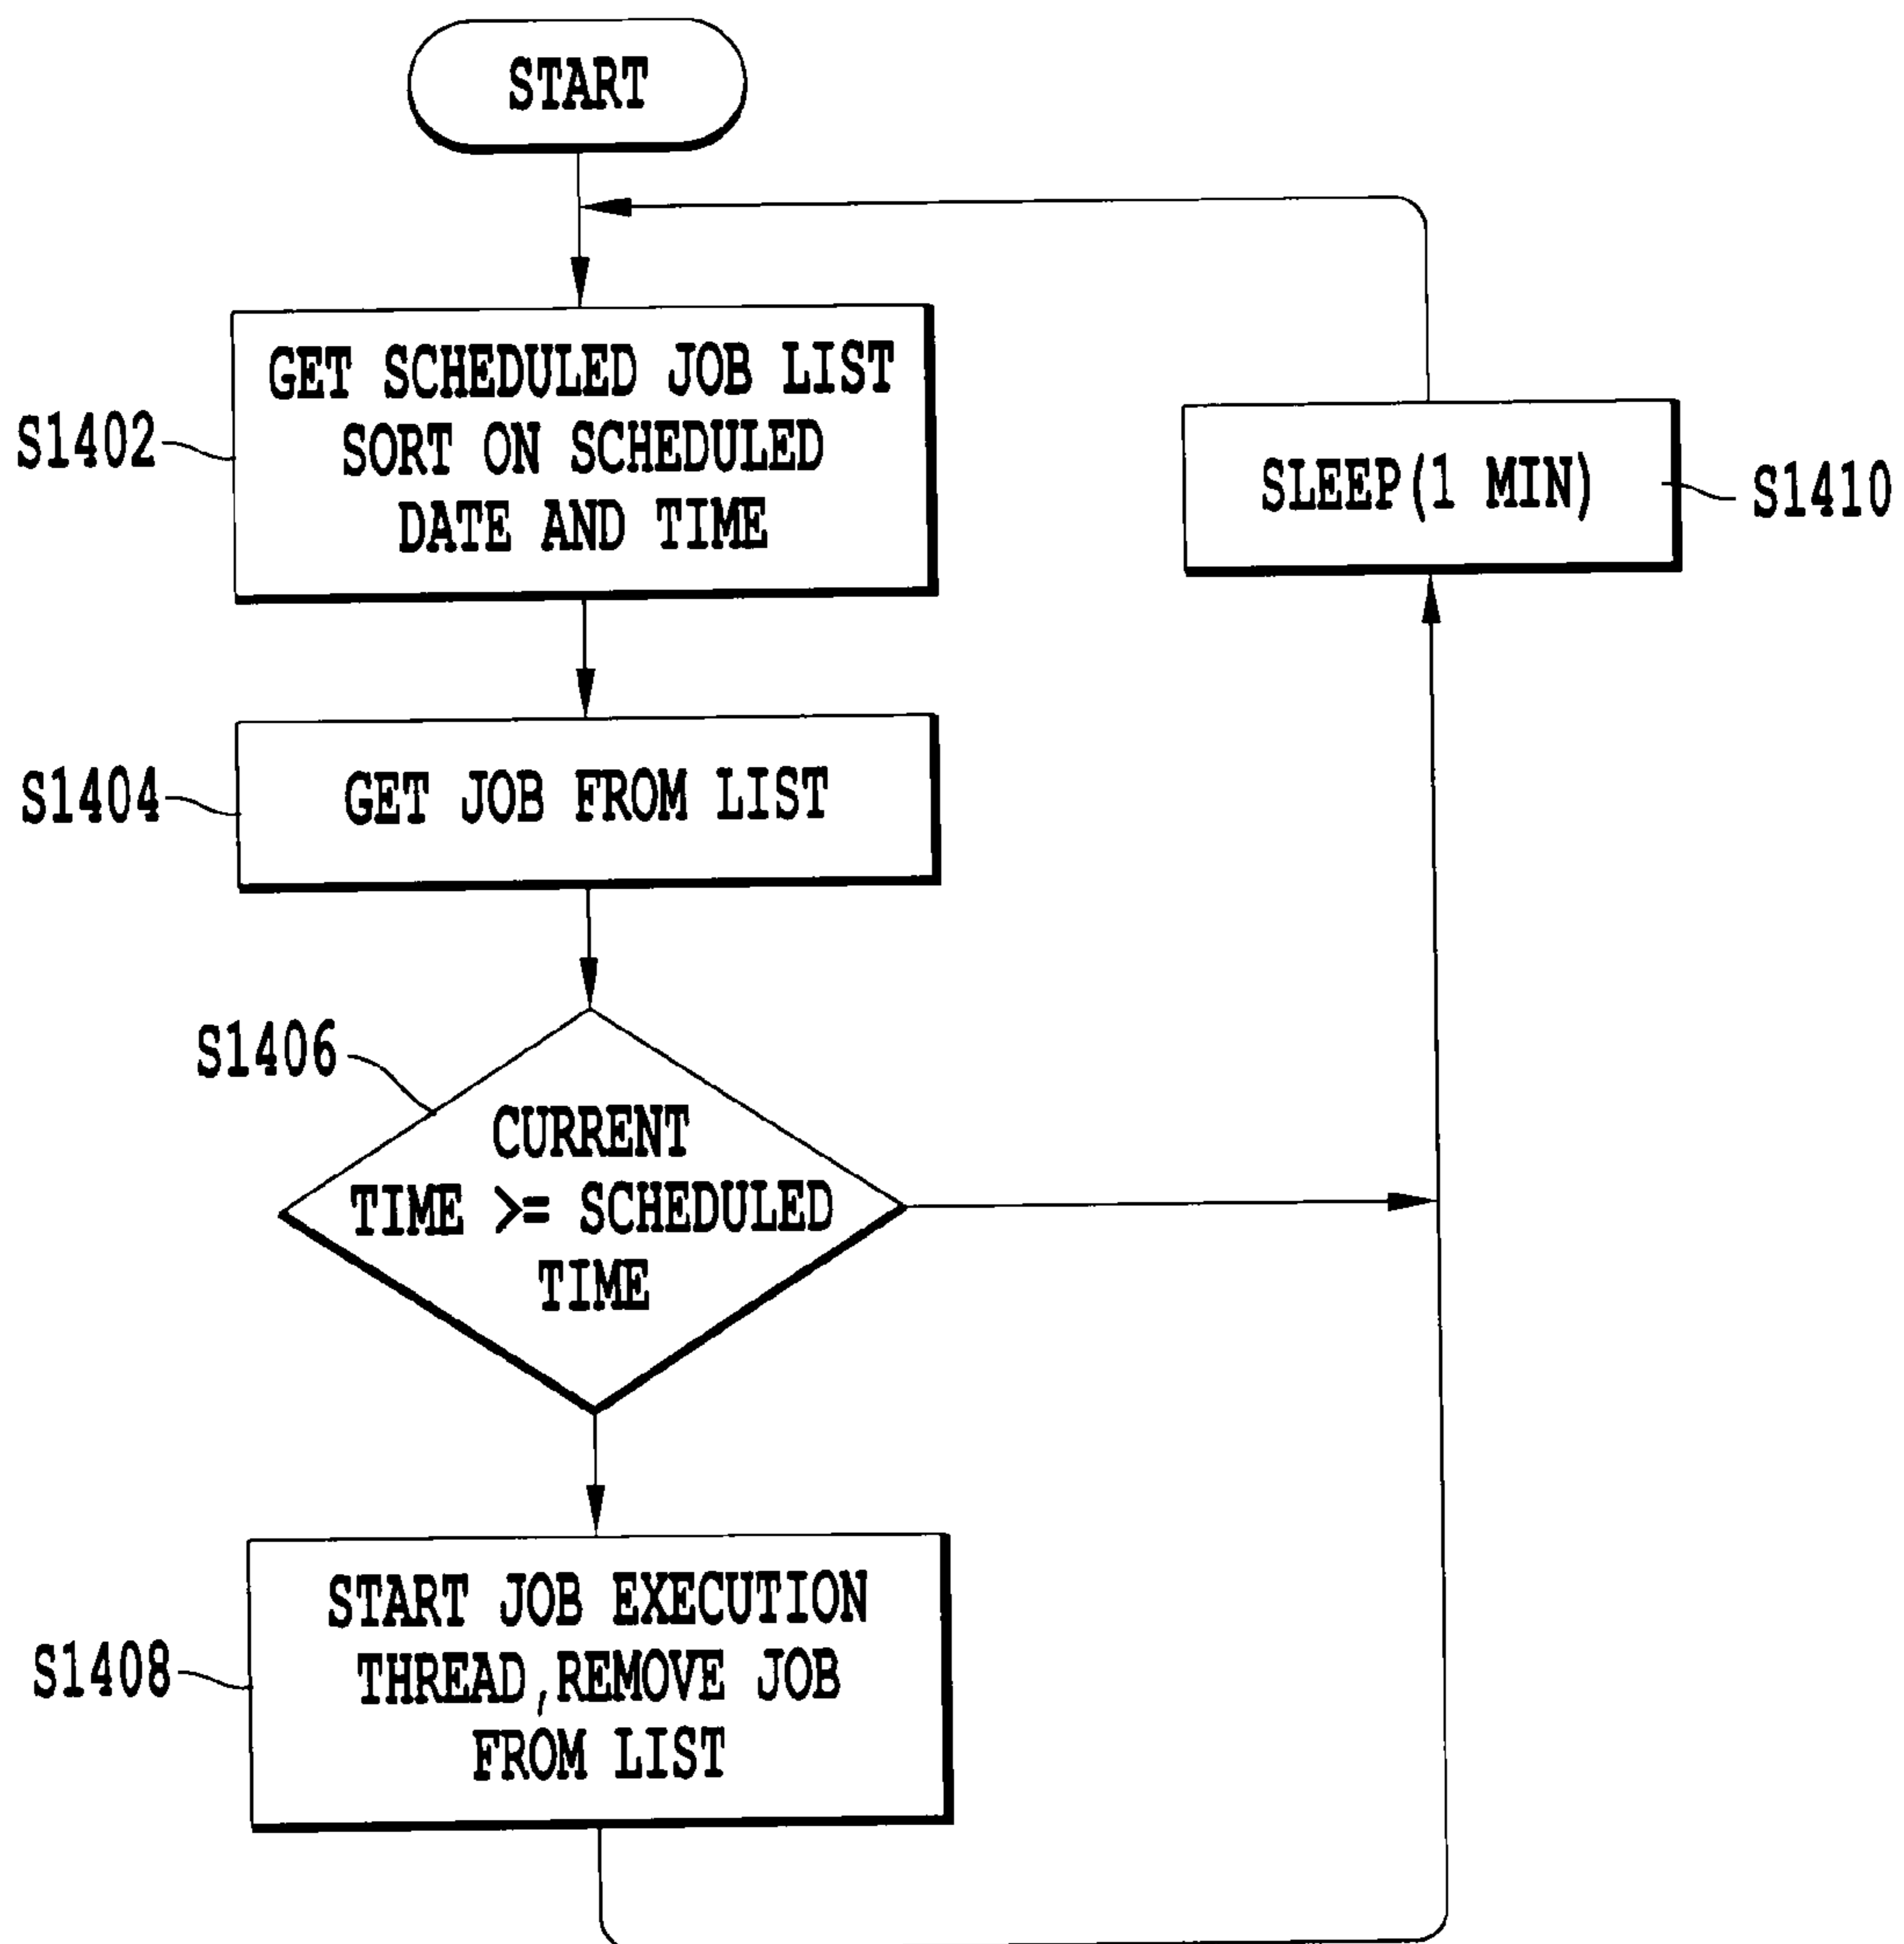 START
GET SCHEDULED JOB LIST
SORT ON SCHEDULED
DATE AND TIME
S1402
SLEEP(1 MIN)
S1410
GET JOB FROM LIST
S1404
S1406
CURRENT
TIME >= SCHEDULED
TIME
START JOB EXECUTION
THREAD,REMOVE JOB
FROM LIST
S1408